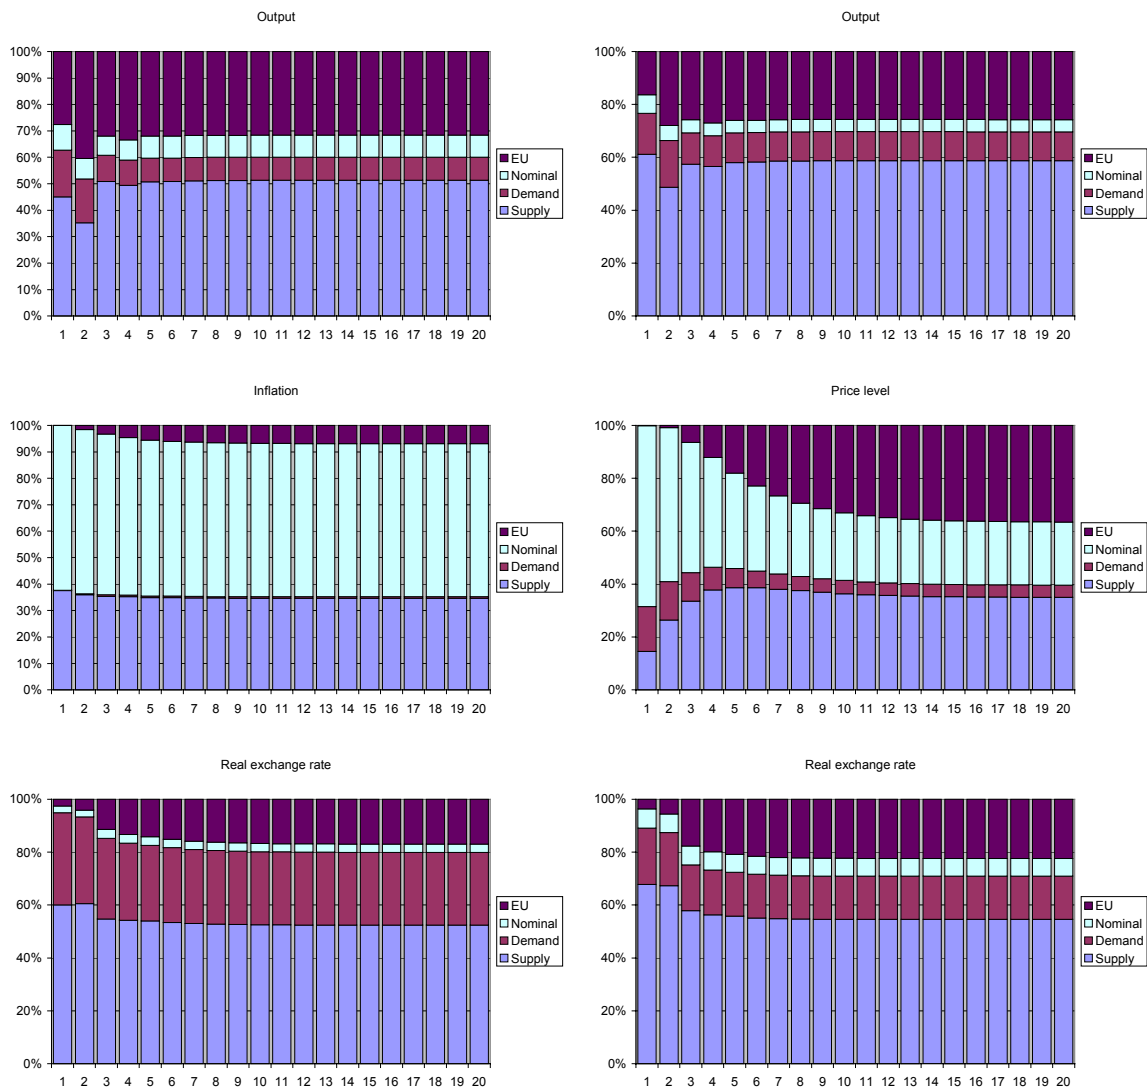 Output
100%
90%
80%
70%
60%
50%
40%
30%
20%
10%
0%
1 2 3 4 5 6 7 8 9 10 11 12 13 14 15 16 17 18 19 20
EU
Nominal
Demand
Supply
Output
100%
80%
60%
40%
20%
0%
1 2 3 4 5 6 7 8 9 10 11 12 13 14 15 16 17 18 19 20
EU
Nominal
Demand
Supply
Inflation
100%
90%
80%
70%
60%
50%
40%
30%
20%
10%
0%
1 2 3 4 5 6 7 8 9 10 11 12 13 14 15 16 17 18 19 20
EU
Nominal
Demand
Supply
Price level
100%
80%
60%
40%
20%
0%
1 2 3 4 5 6 7 8 9 10 11 12 13 14 15 16 17 18 19 20
EU
Nominal
Demand
Supply
Real exchange rate
100%
80%
60%
40%
20%
0%
1 2 3 4 5 6 7 8 9 10 11 12 13 14 15 16 17 18 19 20
EU
Nominal
Demand
Supply
Real exchange rate
100%
80%
60%
40%
20%
0%
1 2 3 4 5 6 7 8 9 10 11 12 13 14 15 16 17 18 19 20
EU
Nominal
Demand
Supply